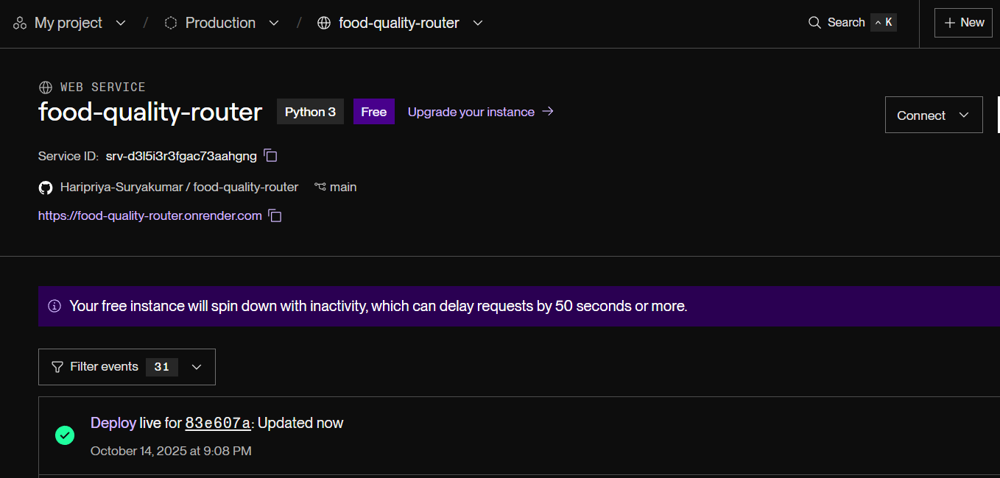 My project / Production / food-quality-router Search ^ K + New
WEB SERVICE
food-quality-router Python 3 Free Upgrade your instance →
Connect
Service ID: srv-d3l5i3r3fgac73aahgng
Haripriya-Suryakumar / food-quality-router main
https://food-quality-router.onrender.com
Your free instance will spin down with inactivity, which can delay requests by 50 seconds or more.
Filter events 31
Deploy live for 83e607a: Updated now
October 14, 2025 at 9:08 PM